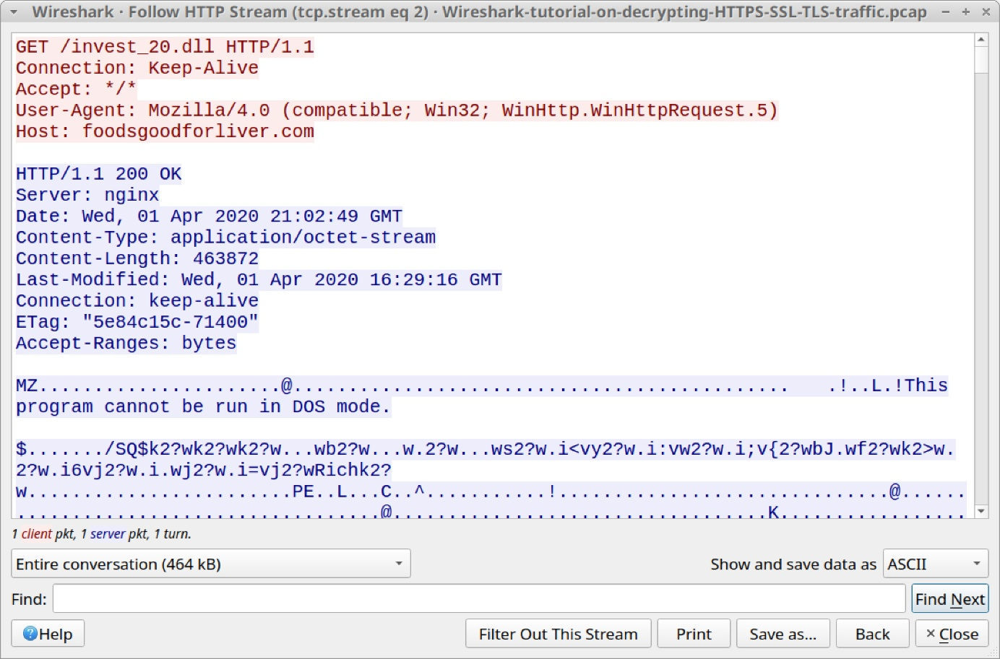 Wireshark · Follow HTTP Stream (tcp.stream eq 2) · Wireshark-tutorial-on-decrypting-HTTPS-SSL-TLS-traffic.pcap
GET /invest_20.dll HTTP/1.1
Connection: Keep-Alive
Accept: */*
User-Agent: Mozilla/4.0 (compatible; Win32; WinHttp.WinHttpRequest.5)
Host: foodsgoodforliver.com
HTTP/1.1 200 OK
Server: nginx
Date: Wed, 01 Apr 2020 21:02:49 GMT
Content-Type: application/octet-stream
Content-Length: 463872
Last-Modified: Wed, 01 Apr 2020 16:29:16 GMT
Connection: keep-alive
ETag: "5e84c15c-71400"
Accept-Ranges: bytes
MZ......................@.............................................    .!..L.!This
program cannot be run in DOS mode.
$......./SQ$k2?wk2?wk2?w...wb2?w...w.2?w...ws2?w.i<vy2?w.i:vw2?w.i;v{2?wbJ.wf2?wk2>w.
2?w.i6vj2?w.i.wj2?w.i=vj2?wRichk2?
w........................PE..L...C..^...........!..............................@......
.................................@..................................K.................
1 client pkt, 1 server pkt, 1 turn.
Entire conversation (464 kB)
Show and save data as ASCII
Find:
Find Next
Help
Filter Out This Stream
Print
Save as...
Back
Close